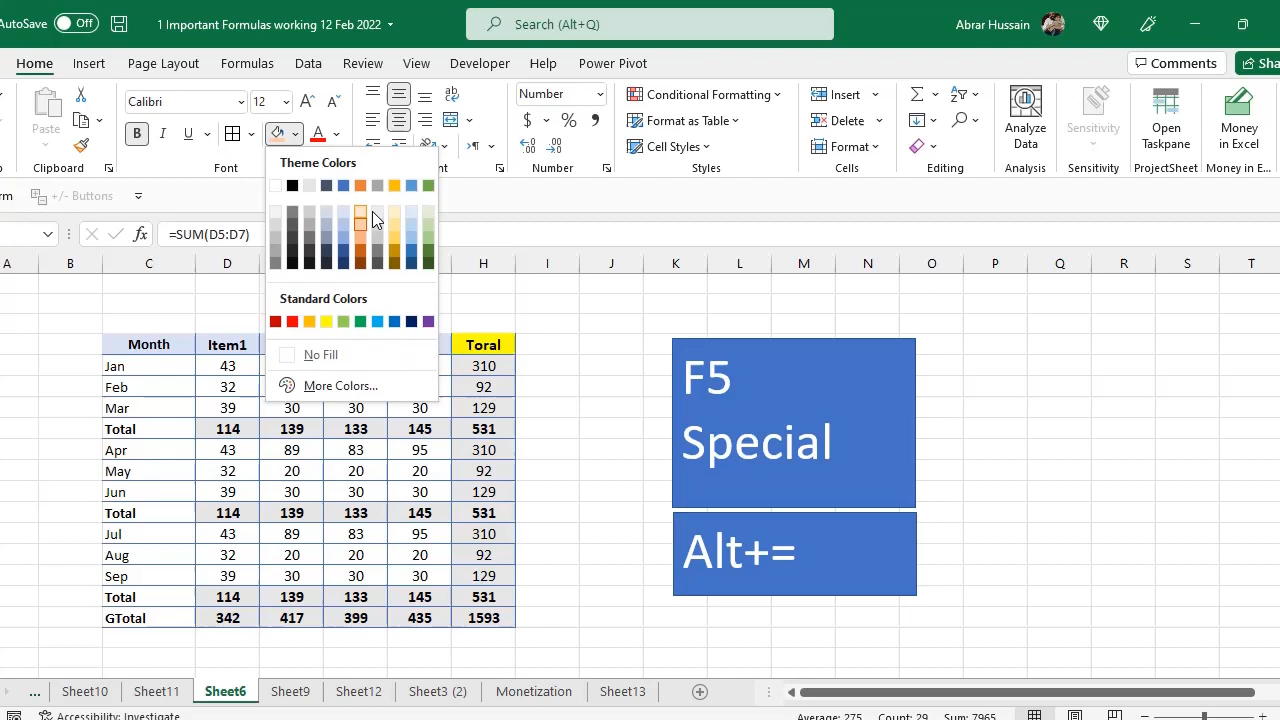 AutoSave Off 1 Important Formulas working 12 Feb 2022 Search (Alt+Q) Abrar Hussain
Home Insert Page Layout Formulas Data Review View Developer Help Power Pivot Comments Sha
Paste Calibri 12 Number Conditional Formatting Insert
B I U A $ % , Format as Table Delete Analyze Data Sensitivity Open Taskpane Money in Excel
Cell Styles Format
Font Number Styles Cells Editing Analysis Sensitivity ProjectSheet Money in E...
rm +/- Buttons
fx =SUM(D5:D7)
A B C D H I J K L M N O P Q R S T
Theme Colors
Standard Colors
No Fill
More Colors...
Month Item1 Toral
Jan 43 310
Feb 32 92
Mar 39 30 30 30 129
Total 114 139 133 145 531
Apr 43 89 83 95 310
May 32 20 20 20 92
Jun 39 30 30 30 129
Total 114 139 133 145 531
Jul 43 89 83 95 310
Aug 32 20 20 20 92
Sep 39 30 30 30 129
Total 114 139 133 145 531
GTotal 342 417 399 435 1593
F5
Special
Alt+=
... Sheet10 Sheet11 Sheet6 Sheet9 Sheet12 Sheet3 (2) Monetization Sheet13
Accessibility: Investigate Average: 275 Count: 29 Sum: 7965